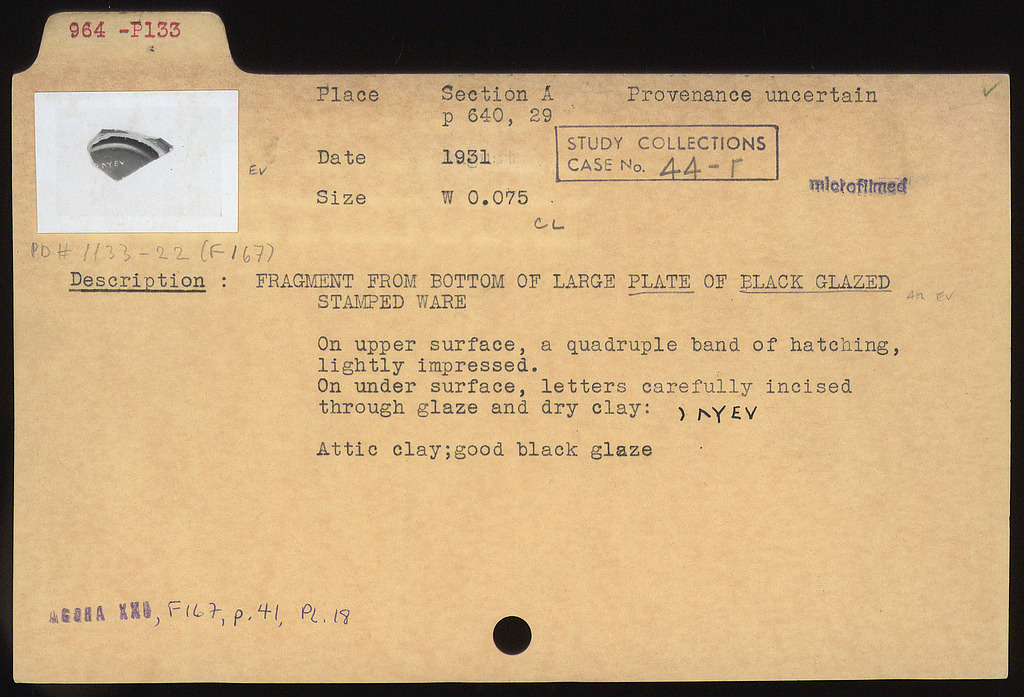 964 -P133
Place Section A Provenance uncertain
p 640, 29
STUDY COLLECTIONS
CASE No. 44-Γ
Date 1931
EV
microfilmed
Size W 0.075
CL
PD# 1133-22 (F167)
Description : FRAGMENT FROM BOTTOM OF LARGE PLATE OF BLACK GLAZED
STAMPED WARE
EV
On upper surface, a quadruple band of hatching,
lightly impressed.
On under surface, letters carefully incised
through glaze and dry clay: ) ΛYEV
Attic clay;good black glaze
AGORA XXI, F167, p. 41, PL. 18